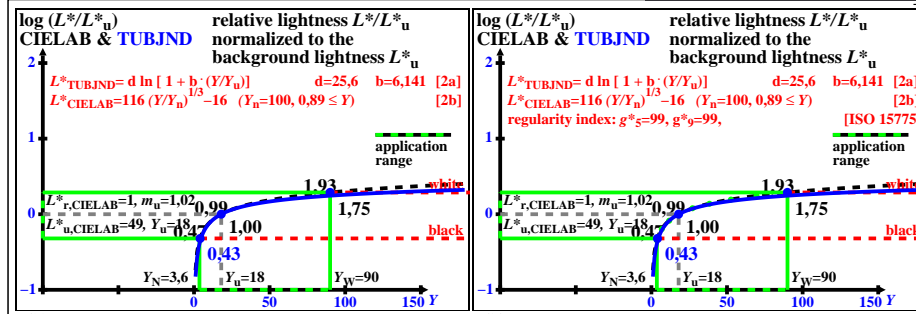 log (L*/L*u)
CIELAB & TUBJND
relative lightness L*/L*u
normalized to the
background lightness L*u
2
L*TUBJND= d ln [ 1 + b·(Y/Yu)] d=25,6 b=6,141 [2a]
L*CIELAB=116 (Y/Yn)1/3−16 (Yn=100, 0,89 ≤ Y) [2b]
1
application
range
1,93
white
L*r,CIELAB=1, mu=1,02
0,99
1,75
0
L*u,CIELAB=49, Yu=18
0,47
1,00
black
0,43
YN=3,6
Yu=18
YW=90
−1
0
50
100
150
Y
log (L*/L*u)
CIELAB & TUBJND
relative lightness L*/L*u
normalized to the
background lightness L*u
2
L*TUBJND= d ln [ 1 + b·(Y/Yu)] d=25,6 b=6,141 [2a]
L*CIELAB=116 (Y/Yn)1/3−16 (Yn=100, 0,89 ≤ Y) [2b]
regularity index: g*5=99, g*9=99, [ISO 15775
1
application
range
1,93
white
L*r,CIELAB=1, mu=1,02
0,99
1,75
0
L*u,CIELAB=49, Yu=18
0,47
1,00
black
0,43
YN=3,6
Yu=18
YW=90
−1
0
50
100
150
Y